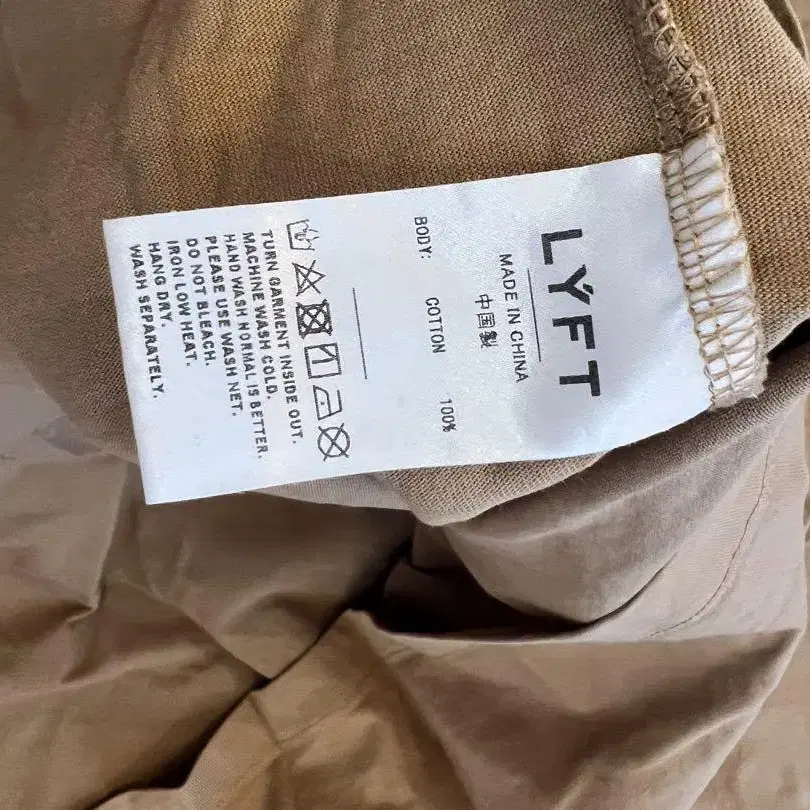 LÝFT
MADE IN CHINA
中国製
BODY: COTTON 100%
TURN GARMENT INSIDE OUT.
MACHINE WASH COLD.
HAND WASH NORMAL IS BETTER.
PLEASE USE WASH NET.
DO NOT BLEACH.
IRON LOW HEAT.
HANG DRY.
WASH SEPARATELY.